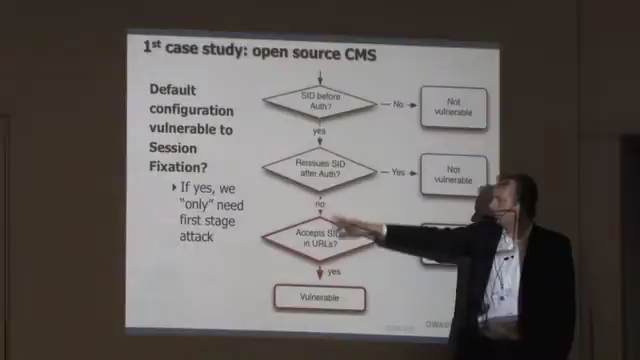 1st case study: open source CMS
Default
configuration
vulnerable to
Session
Fixation?
If yes, we
"only" need
first stage
attack
SID before
Auth?
No
Not
vulnerable
yes
Reissues SID
after Auth?
Yes
Not
vulnerable
no
Accepts SID
in URLs?
yes
Vulnerable